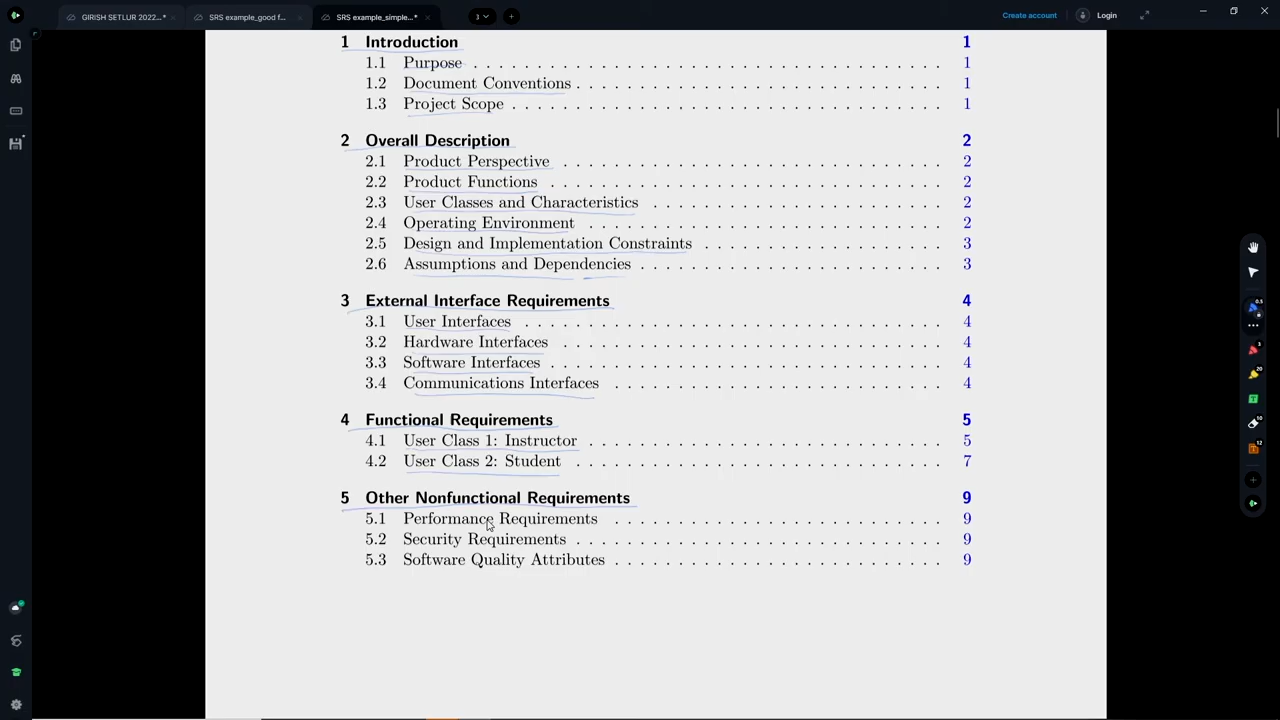 GIRISH SETLUR 2022...* SRS example_good f... SRS example_simple...* 1 Create account Login
1 Introduction 1
1.1 Purpose . . . . . . . . . . . . . . . . . . . . . . . . . . . . . . . . . . . . 1
1.2 Document Conventions . . . . . . . . . . . . . . . . . . . . . . . . . . . . 1
1.3 Project Scope . . . . . . . . . . . . . . . . . . . . . . . . . . . . . . . . . 1
2 Overall Description 2
2.1 Product Perspective . . . . . . . . . . . . . . . . . . . . . . . . . . . . . 2
2.2 Product Functions . . . . . . . . . . . . . . . . . . . . . . . . . . . . . . 2
2.3 User Classes and Characteristics . . . . . . . . . . . . . . . . . . . . . . 2
2.4 Operating Environment . . . . . . . . . . . . . . . . . . . . . . . . . . . 2
2.5 Design and Implementation Constraints . . . . . . . . . . . . . . . . . . . 3
2.6 Assumptions and Dependencies . . . . . . . . . . . . . . . . . . . . . . . 3
3 External Interface Requirements 4
3.1 User Interfaces . . . . . . . . . . . . . . . . . . . . . . . . . . . . . . . . 4
3.2 Hardware Interfaces . . . . . . . . . . . . . . . . . . . . . . . . . . . . . 4
3.3 Software Interfaces . . . . . . . . . . . . . . . . . . . . . . . . . . . . . . 4
3.4 Communications Interfaces . . . . . . . . . . . . . . . . . . . . . . . . . 4
4 Functional Requirements 5
4.1 User Class 1: Instructor . . . . . . . . . . . . . . . . . . . . . . . . . . . 5
4.2 User Class 2: Student . . . . . . . . . . . . . . . . . . . . . . . . . . . . 7
5 Other Nonfunctional Requirements 9
5.1 Performance Requirements . . . . . . . . . . . . . . . . . . . . . . . . . 9
5.2 Security Requirements . . . . . . . . . . . . . . . . . . . . . . . . . . . . 9
5.3 Software Quality Attributes . . . . . . . . . . . . . . . . . . . . . . . . . 9
0.5
3
20
12